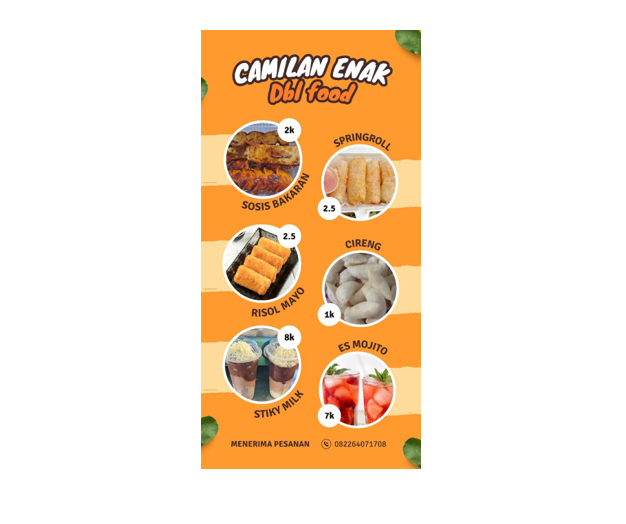 CAMILAN ENAK
Dbl food
2k
SOSIS BAKARAN
SPRINGROLL
2.5
2.5
RISOL MAYO
CIRENG
1k
8k
STIKY MILK
ES MOJITO
7k
MENERIMA PESANAN
082264071708